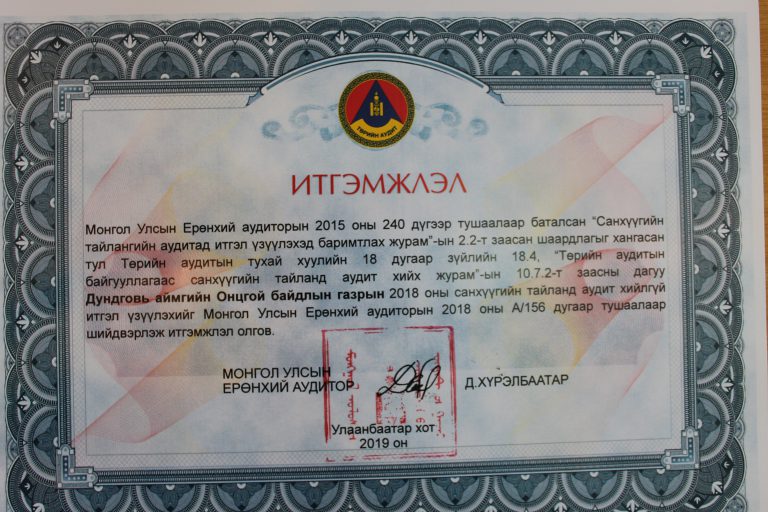 ТӨРИЙН АУДИТ
ИТГЭМЖЛЭЛ
Монгол Улсын Ерөнхий аудиторын 2015 оны 240 дүгээр тушаалаар баталсан “Санхүүгийн
тайлангийн аудитад итгэл үзүүлэхэд баримтлах журам”-ын 2.2-т заасан шаардлагыг хангасан
тул Төрийн аудитын тухай хуулийн 18 дугаар зүйлийн 18.4, “Төрийн аудитын
байгууллагаас санхүүгийн тайланд аудит хийх журам”-ын 10.7.2-т заасны дагуу
Дундговь аймгийн Онцгой байдлын газрын 2018 оны санхүүгийн тайланд аудит хийлгүй
итгэл үзүүлэхийг Монгол Улсын Ерөнхий аудиторын 2018 оны А/156 дугаар тушаалаар
шийдвэрлэж итгэмжлэл олгов.
МОНГОЛ УЛСЫН
ЕРӨНХИЙ АУДИТОР Д.ХҮРЭЛБААТАР
Улаанбаатар хот
2019 он